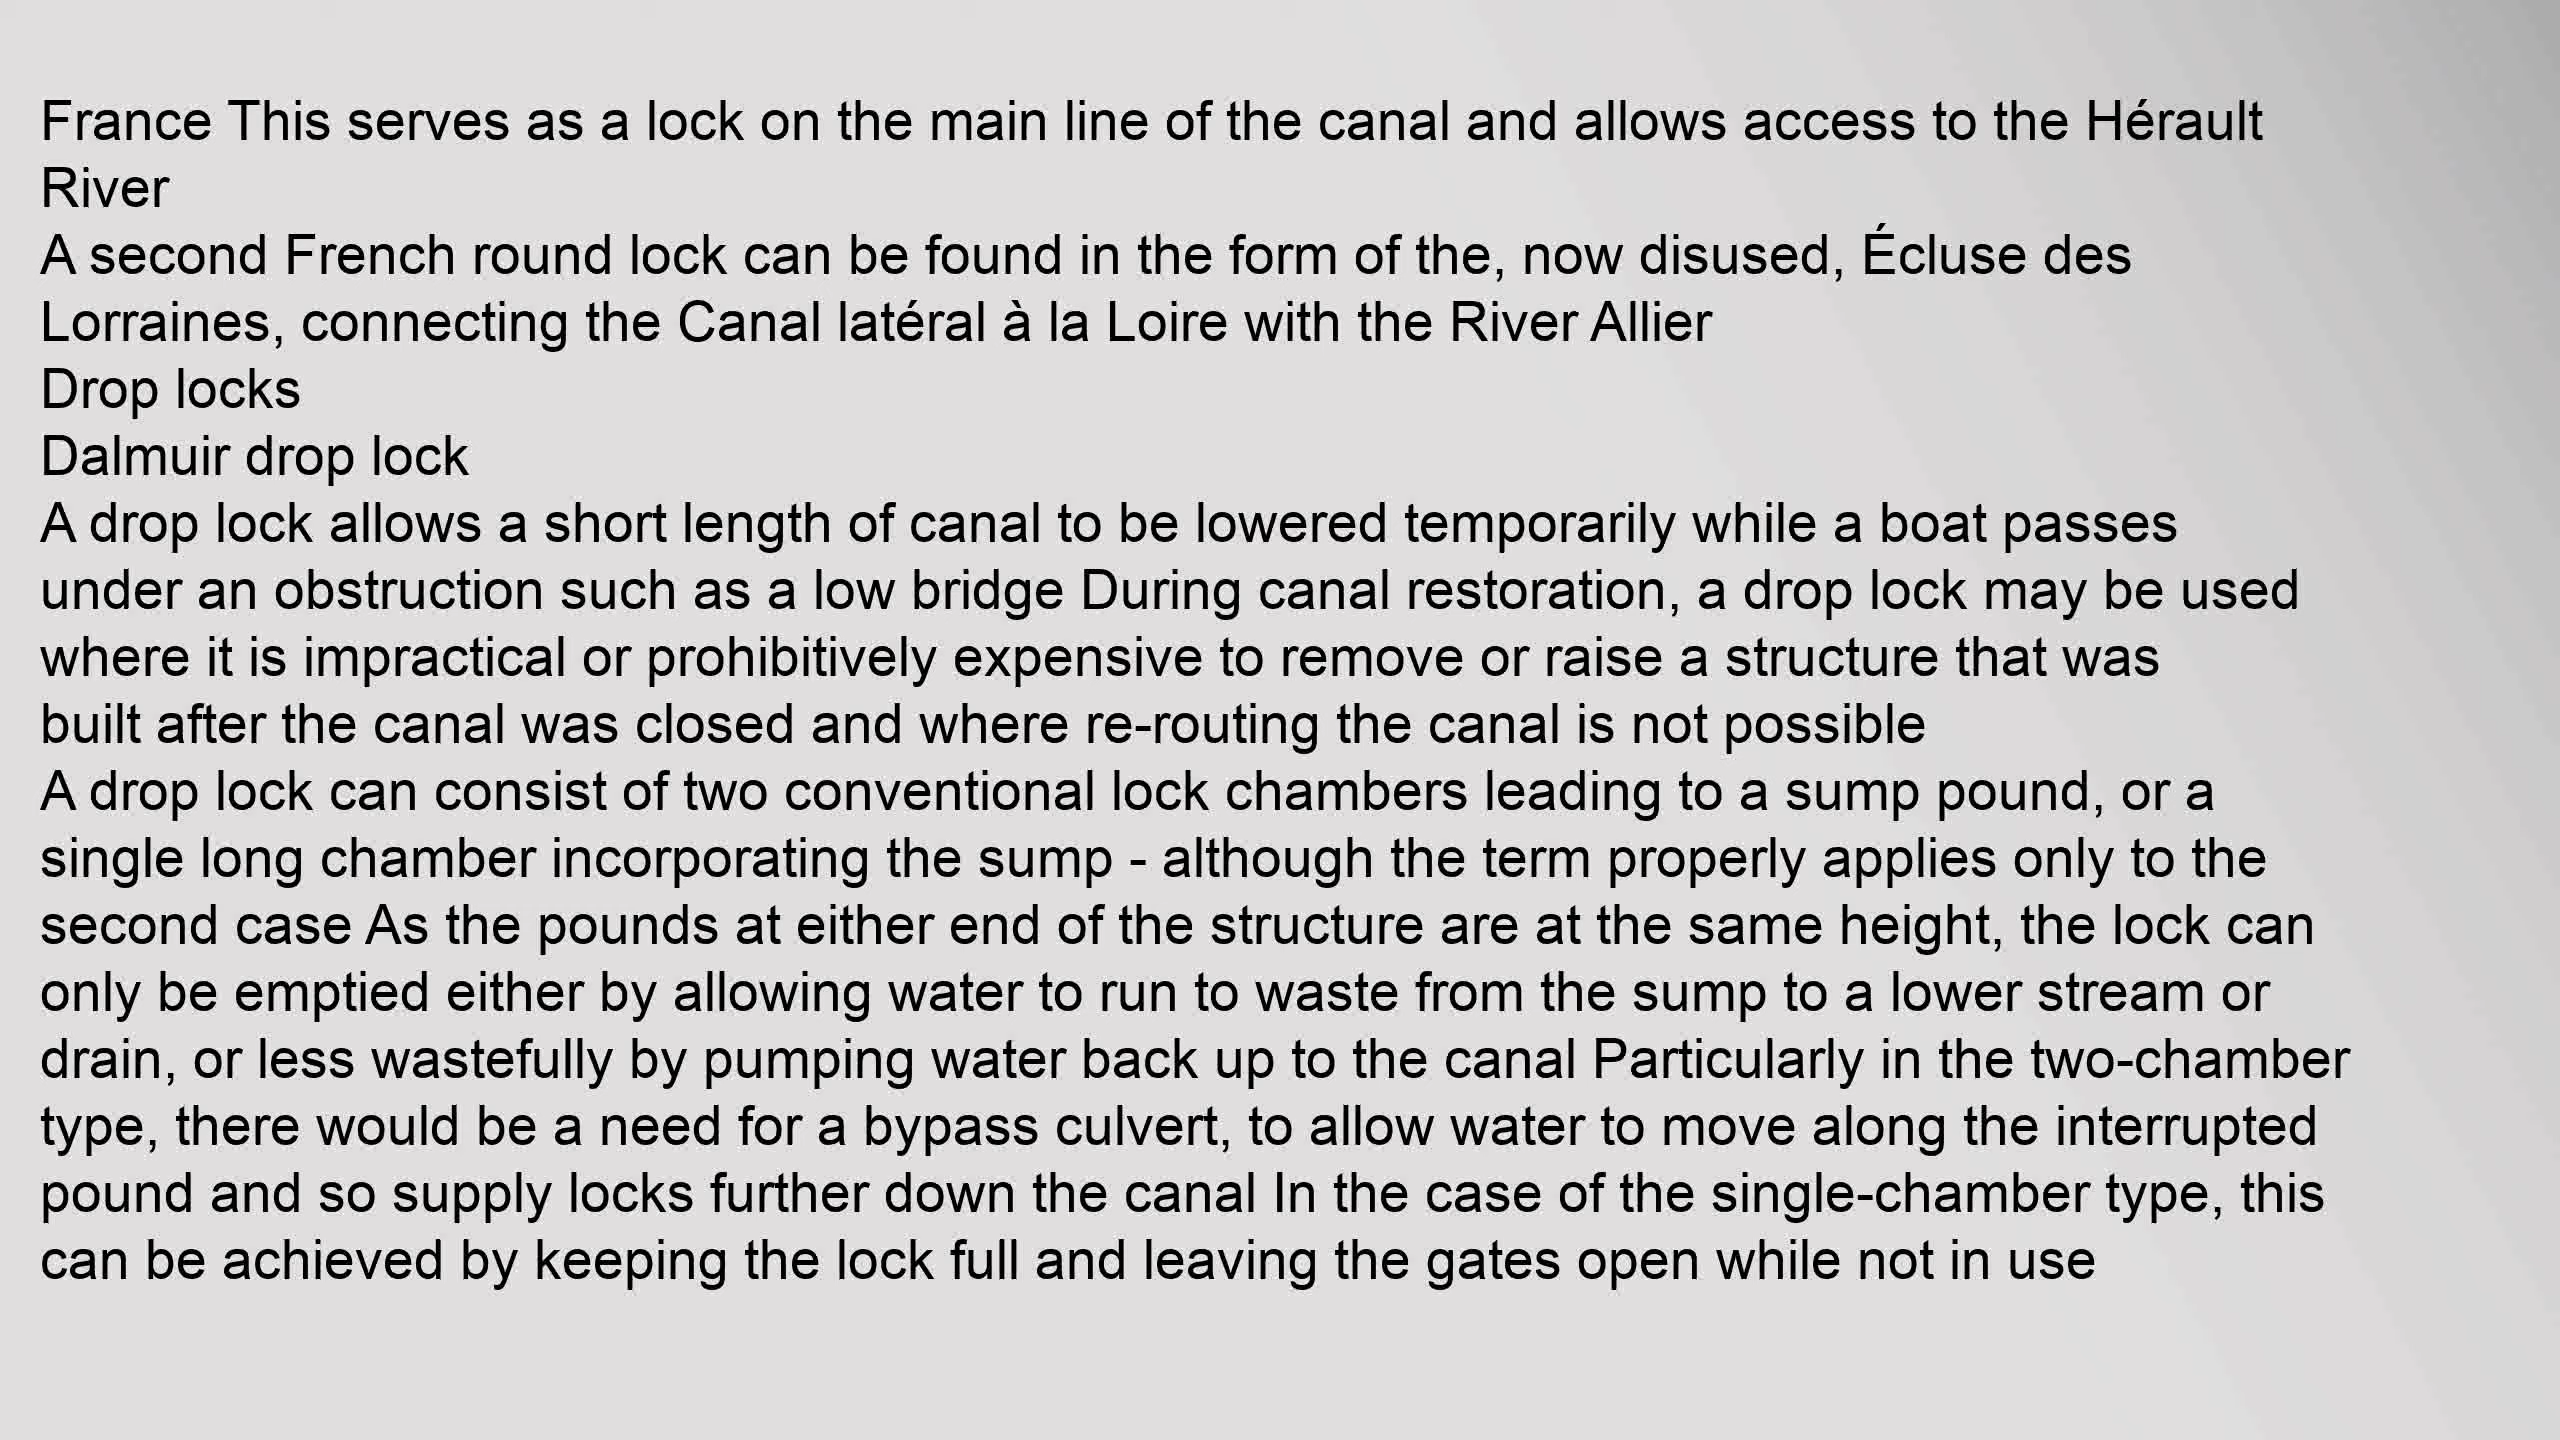 France This serves as a lock on the main line of the canal and allows access to the Hérault
River
A second French round lock can be found in the form of the, now disused, Écluse des
Lorraines, connecting the Canal latéral à la Loire with the River Allier
Drop locks
Dalmuir drop lock
A drop lock allows a short length of canal to be lowered temporarily while a boat passes
under an obstruction such as a low bridge During canal restoration, a drop lock may be used
where it is impractical or prohibitively expensive to remove or raise a structure that was
built after the canal was closed and where re-routing the canal is not possible
A drop lock can consist of two conventional lock chambers leading to a sump pound, or a
single long chamber incorporating the sump - although the term properly applies only to the
second case As the pounds at either end of the structure are at the same height, the lock can
only be emptied either by allowing water to run to waste from the sump to a lower stream or
drain, or less wastefully by pumping water back up to the canal Particularly in the two-chamber
type, there would be a need for a bypass culvert, to allow water to move along the interrupted
pound and so supply locks further down the canal In the case of the single-chamber type, this
can be achieved by keeping the lock full and leaving the gates open while not in use